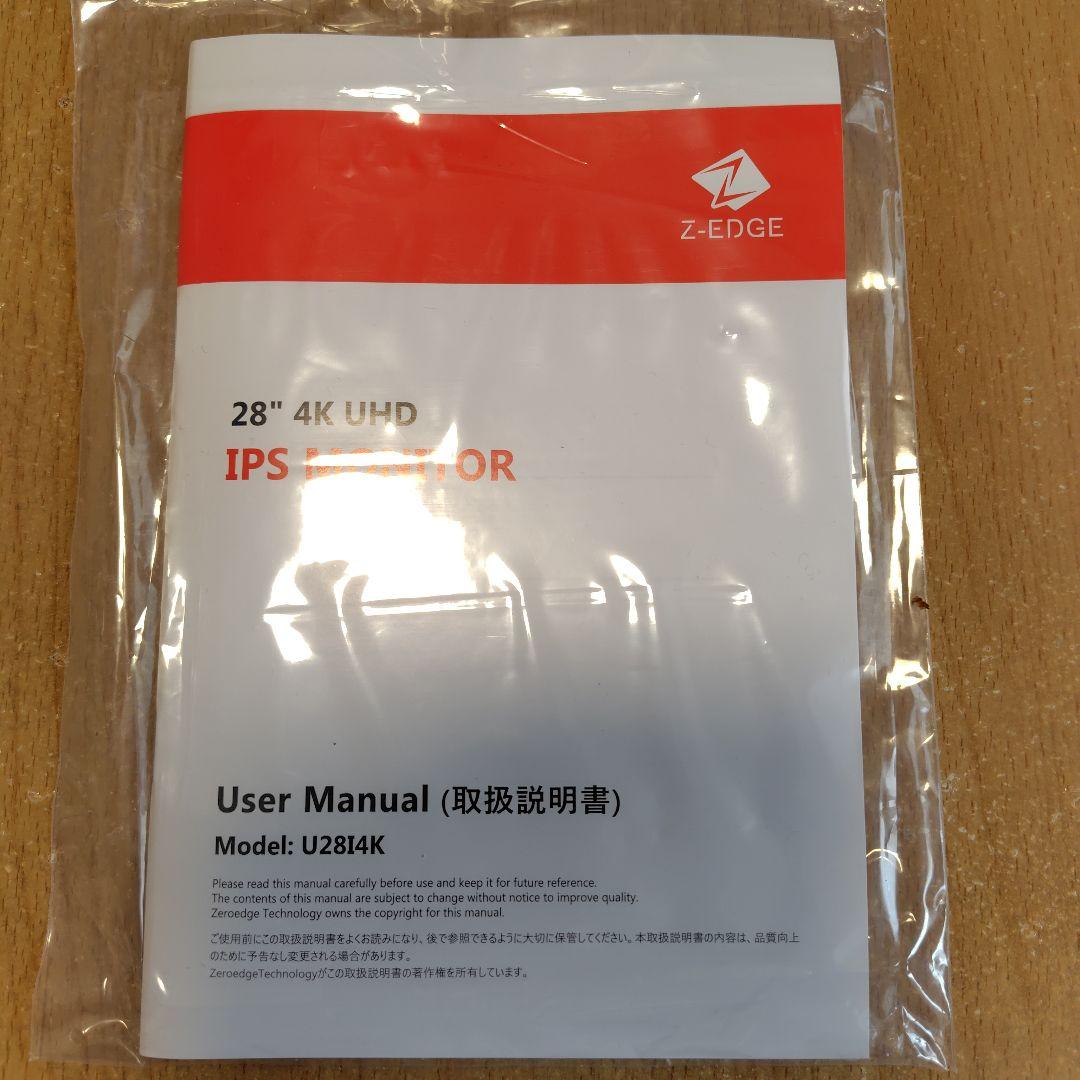 Z-EDGE
28" 4K UHD
IPS MONITOR
User Manual (取扱説明書)
Model: U28I4K
Please read this manual carefully before use and keep it for future reference.
The contents of this manual are subject to change without notice to improve quality.
Zeroedge Technology owns the copyright for this manual.
ご使用前にこの取扱説明書をよくお読みになり、後で参照できるように大切に保管してください。本取扱説明書の内容は、品質向上
のために予告なし変更される場合があります。
ZeroedgeTechnologyがこの取扱説明書の著作権を所有しています。